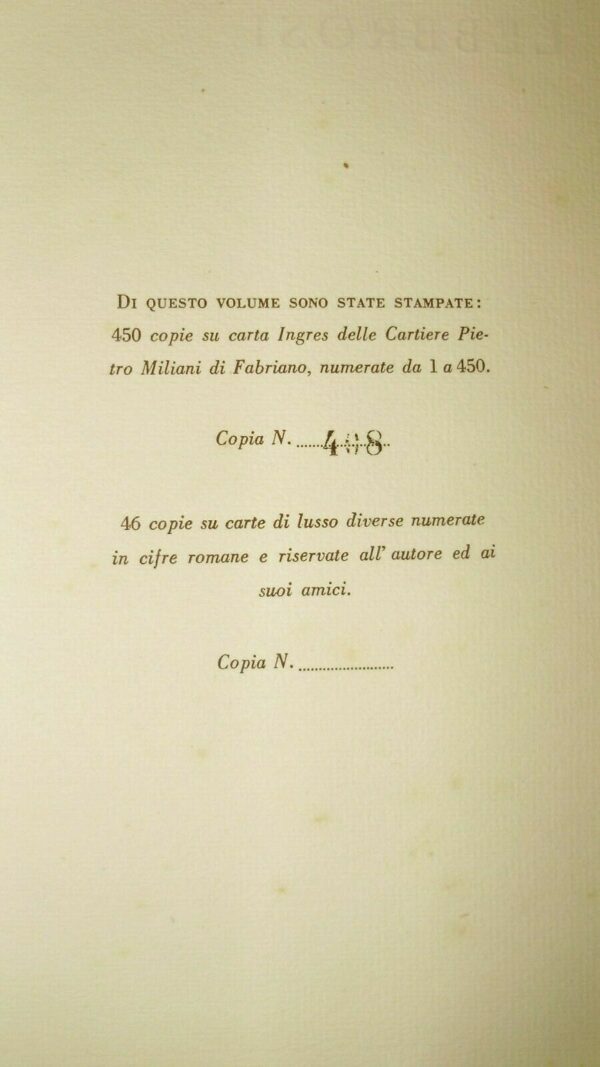 Di questo volume sono state stampate:
450 copie su carta Ingres delle Cartiere Pie-
tro Miliani di Fabriano, numerate da 1 a 450.
Copia N. ............
46 copie su carte di lusso diverse numerate
in cifre romane e riservate all' autore ed ai
suoi amici.
Copia N. ........................